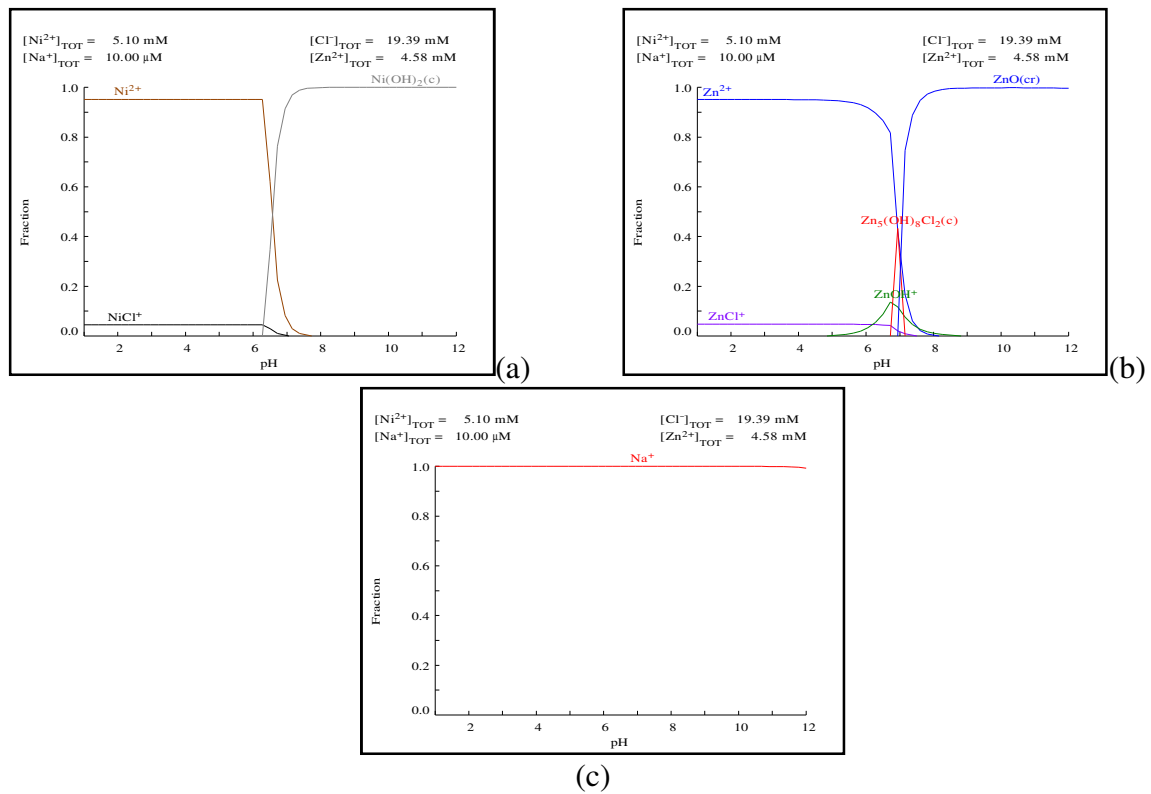 [Ni²⁺]TOT = 5.10 mM [Cl⁻]TOT = 19.39 mM
[Na⁺]TOT = 10.00 µM [Zn²⁺]TOT = 4.58 mM
Ni(OH)₂(c)
1.0 Ni²⁺
0.8
0.6
Fraction
0.4
0.2
NiCl⁺
0.0
2 4 6 8 10 12
pH
(a)
[Ni²⁺]TOT = 5.10 mM [Cl⁻]TOT = 19.39 mM
[Na⁺]TOT = 10.00 µM [Zn²⁺]TOT = 4.58 mM
ZnO(cr)
1.0 Zn²⁺
0.8
0.6
Fraction
Zn₅(OH)₈Cl₂(c)
0.4
0.2
ZnOH⁺
ZnCl⁺
0.0
2 4 6 8 10 12
pH
(b)
[Ni²⁺]TOT = 5.10 mM [Cl⁻]TOT = 19.39 mM
[Na⁺]TOT = 10.00 µM [Zn²⁺]TOT = 4.58 mM
Na⁺
1.0
0.8
0.6
Fraction
0.4
0.2
0.0
2 4 6 8 10 12
pH
(c)